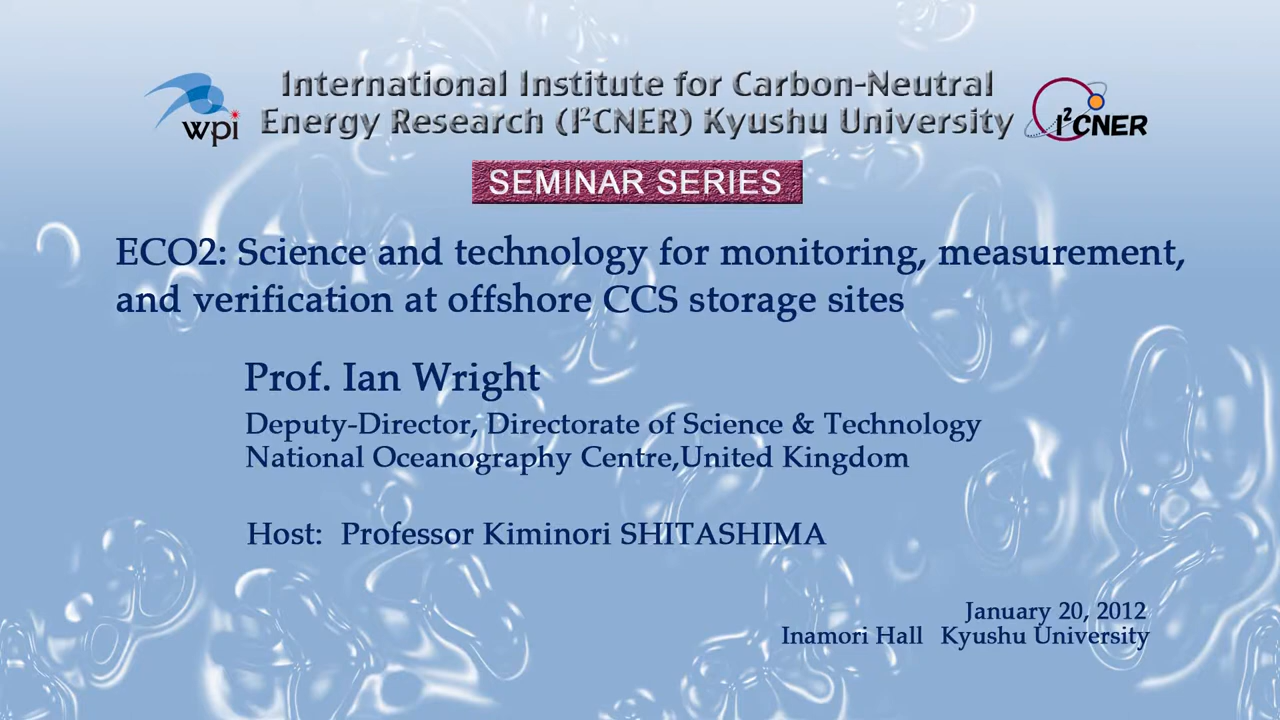 International Institute for Carbon-Neutral
wpi
Energy Research (I²CNER) Kyushu University
I²CNER
SEMINAR SERIES
ECO2: Science and technology for monitoring, measurement,
and verification at offshore CCS storage sites
Prof. Ian Wright
Deputy-Director, Directorate of Science & Technology
National Oceanography Centre,United Kingdom
Host: Professor Kiminori SHITASHIMA
January 20, 2012
Inamori Hall Kyushu University